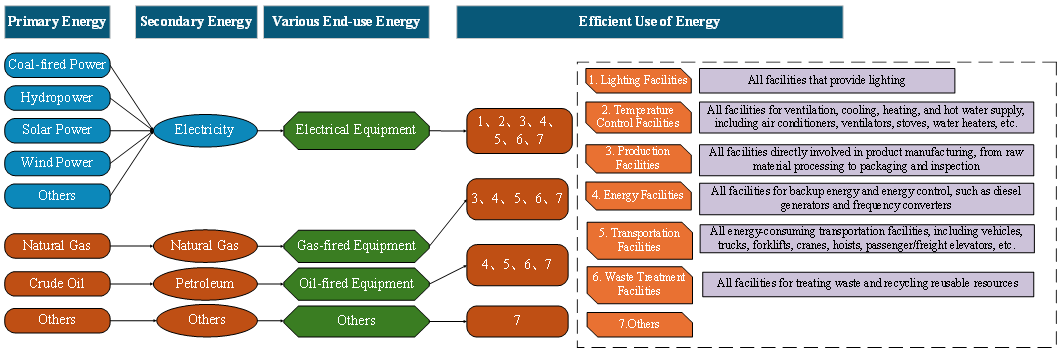 Primary Energy
Secondary Energy
Various End-use Energy
Efficient Use of Energy
Coal-fired Power
Hydropower
Solar Power
Wind Power
Others
Electricity
Electrical Equipment
1、2、3、4、
5、6、7
Natural Gas
Natural Gas
Gas-fired Equipment
3、4、5、6、7
Crude Oil
Petroleum
Oil-fired Equipment
4、5、6、7
Others
Others
Others
7
1. Lighting Facilities
All facilities that provide lighting
2. Temperature
Control Facilities
All facilities for ventilation, cooling, heating, and hot water supply,
including air conditioners, ventilators, stoves, water heaters, etc.
3. Production
Facilities
All facilities directly involved in product manufacturing, from raw
material processing to packaging and inspection
4. Energy Facilities
All facilities for backup energy and energy control, such as diesel
generators and frequency converters
5. Transportation
Facilities
All energy-consuming transportation facilities, including vehicles,
trucks, forklifts, cranes, hoists, passenger/freight elevators, etc.
6. Waste Treatment
Facilities
All facilities for treating waste and recycling reusable resources
7.Others